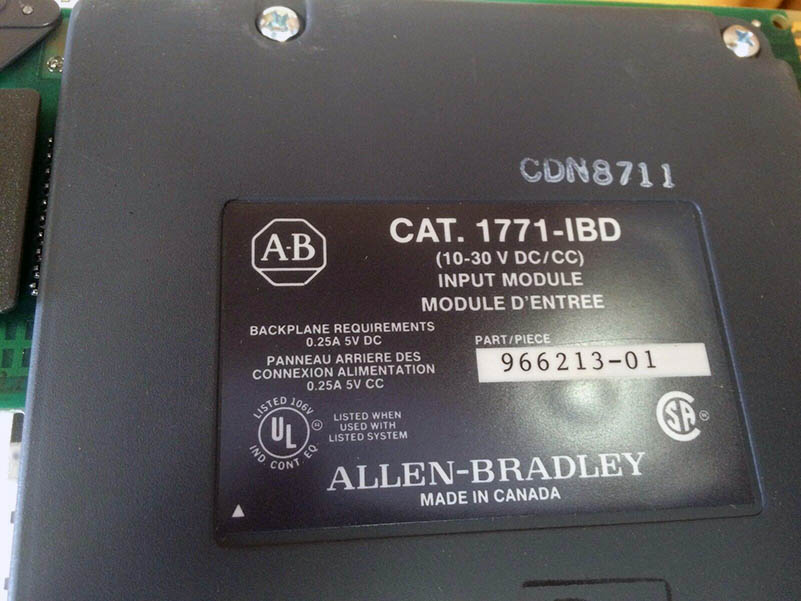 CDN8711
A-B
CAT. 1771-IBD
(10-30 V DC/CC)
INPUT MODULE
MODULE D'ENTREE
BACKPLANE REQUIREMENTS
0.25A 5V DC
PANNEAU ARRIERE DES
CONNEXION ALIMENTATION
0.25A 5V CC
PART/PIECE
966213-01
LISTED 106V
UL
IND CONT. EQ
LISTED WHEN
USED WITH
LISTED SYSTEM
SA
ALLEN-BRADLEY
MADE IN CANADA